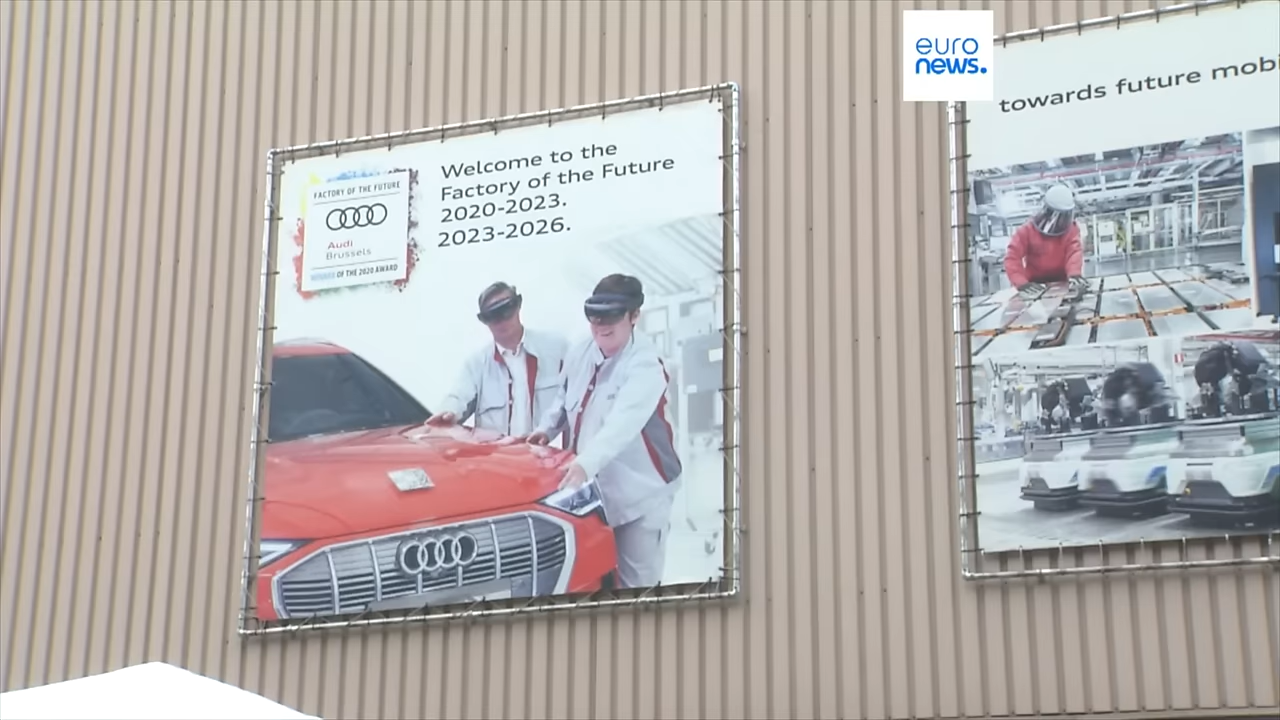 euro
news.
towards future mobi
Welcome to the
Factory of the Future
2020-2023.
2023-2026.
FACTORY OF THE FUTURE
Audi
Brussels
WINNER OF THE 2020 AWARD